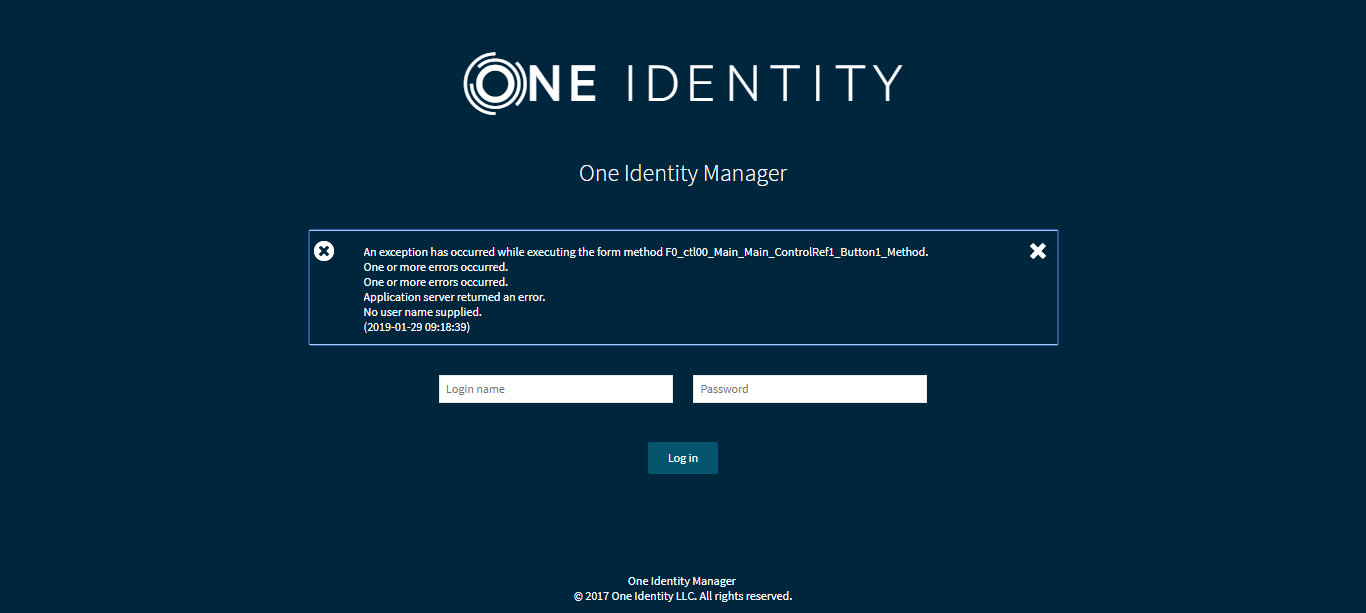 ONE IDENTITY
One Identity Manager
An exception has occurred while executing the form method F0_ctl00_Main_Main_ControlRef1_Button1_Method.
One or more errors occurred.
One or more errors occurred.
Application server returned an error.
No user name supplied.
(2019-01-29 09:18:39)
Login name Password
Log in
One Identity Manager
© 2017 One Identity LLC. All rights reserved.